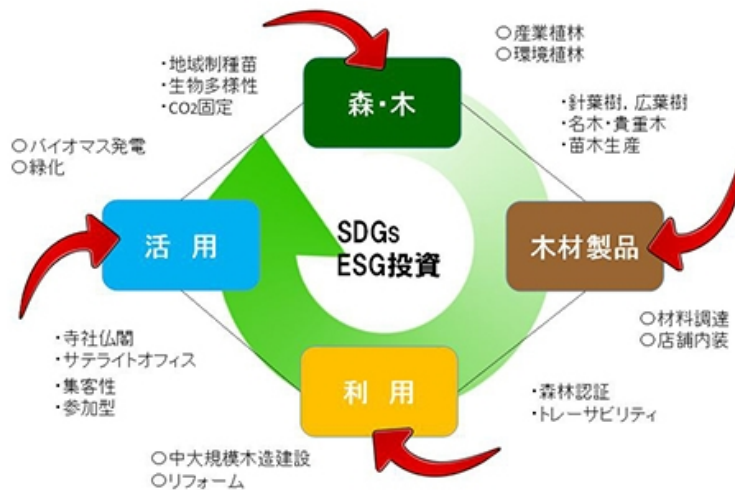 ○産業植林
○環境植林
・地域制種苗
・生物多様性
・CO2固定
森・木
・針葉樹，広葉樹
・名木・貴重木
・苗木生産
○バイオマス発電
○緑化
活 用
SDGs
ESG投資
木材製品
○材料調達
○店舗内装
・寺社仏閣
・サテライトオフィス
・集客性
・参加型
利 用
・森林認証
・トレーサビリティ
○中大規模木造建設
○リフォーム